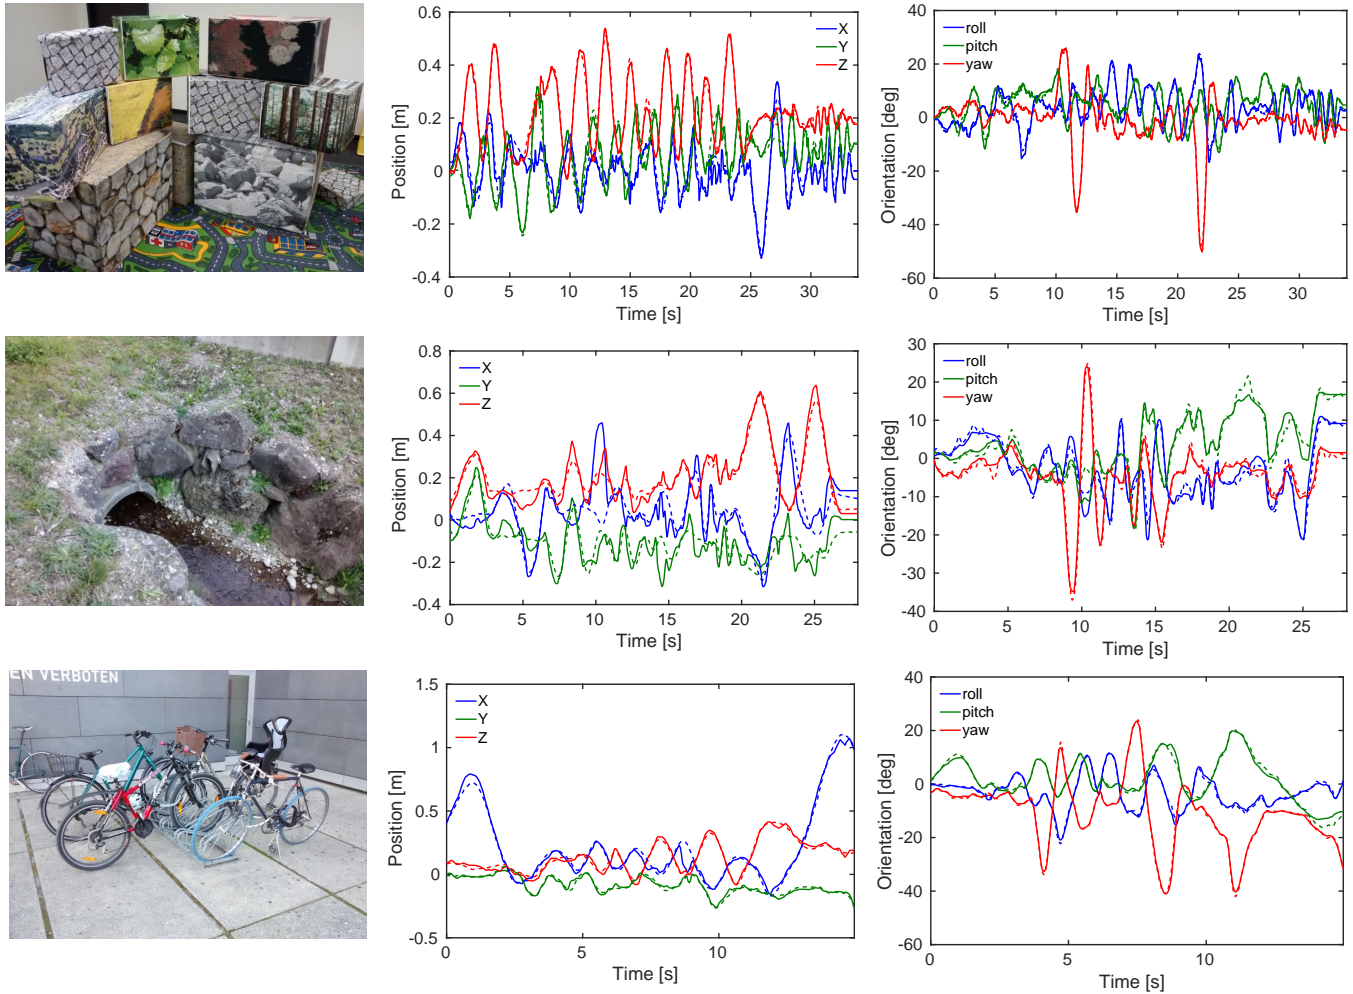 0.6
0.4
0.2
0
-0.2
-0.4
Position [m]
X
Y
Z
0 5 10 15 20 25 30
Time [s]
40
20
0
-20
-40
-60
Orientation [deg]
roll
pitch
yaw
0 5 10 15 20 25 30
Time [s]
0.8
0.6
0.4
0.2
0
-0.2
-0.4
Position [m]
X
Y
Z
0 5 10 15 20 25
Time [s]
30
20
10
0
-10
-20
-30
-40
Orientation [deg]
roll
pitch
yaw
0 5 10 15 20 25
Time [s]
EN VERBOTEN
1.5
1
0.5
0
-0.5
Position [m]
X
Y
Z
0 5 10
Time [s]
40
20
0
-20
-40
-60
Orientation [deg]
roll
pitch
yaw
0 5 10
Time [s]